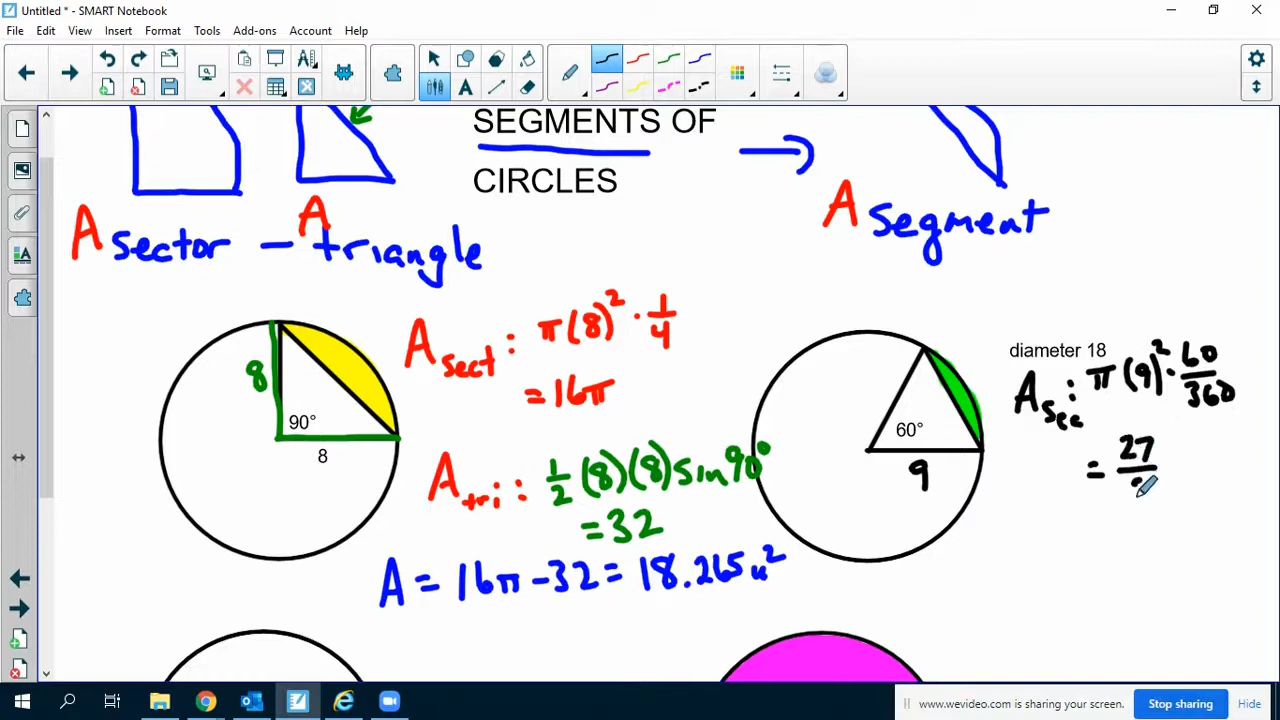 Untitled * - SMART Notebook
File Edit View Insert Format Tools Add-ons Account Help
SEGMENTS OF
CIRCLES
A sector - A triangle
A segment
8
90°
8
A sect : π(8)² · 1/4
= 16π
A tri : 1/2 (8)(8) sin 90°
= 32
A = 16π - 32 = 18.265 u²
60°
9
diameter 18
A sec : π(9)² · 60/360
= 27/
www.wevideo.com is sharing your screen.
Stop sharing
Hide